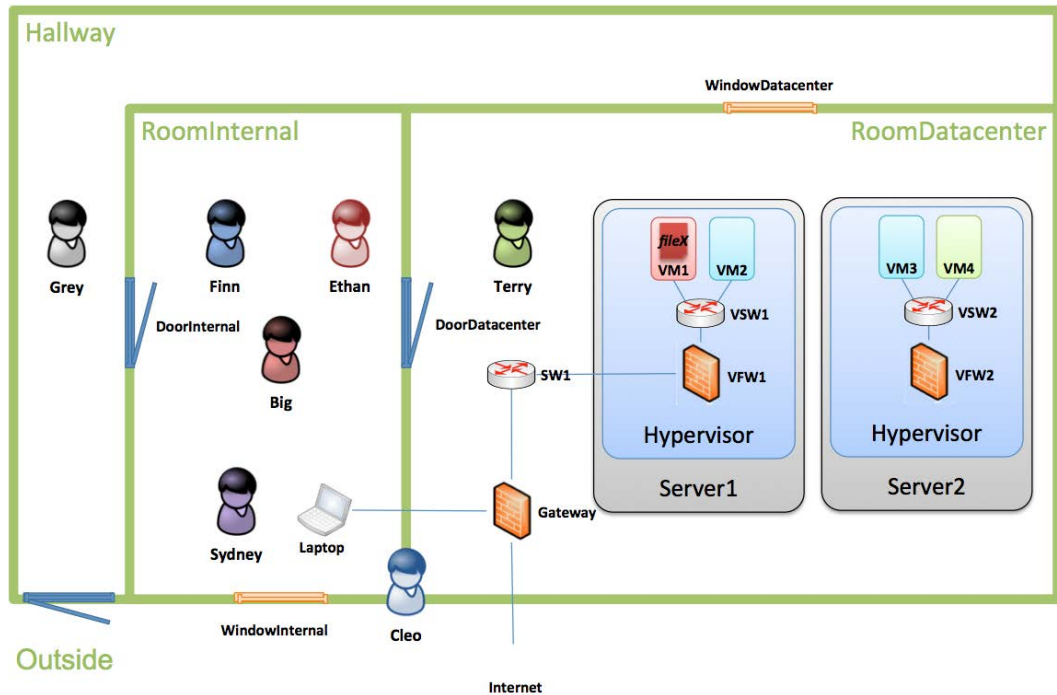 Hallway
WindowDatacenter
RoomInternal
RoomDatacenter
fileX
VM1
VM2
VM3
VM4
Grey
Finn
Ethan
Terry
VSW1
VSW2
DoorInternal
DoorDatacenter
SW1
VFW1
VFW2
Big
Hypervisor
Hypervisor
Server1
Server2
Gateway
Sydney
Laptop
WindowInternal
Cleo
Outside
Internet